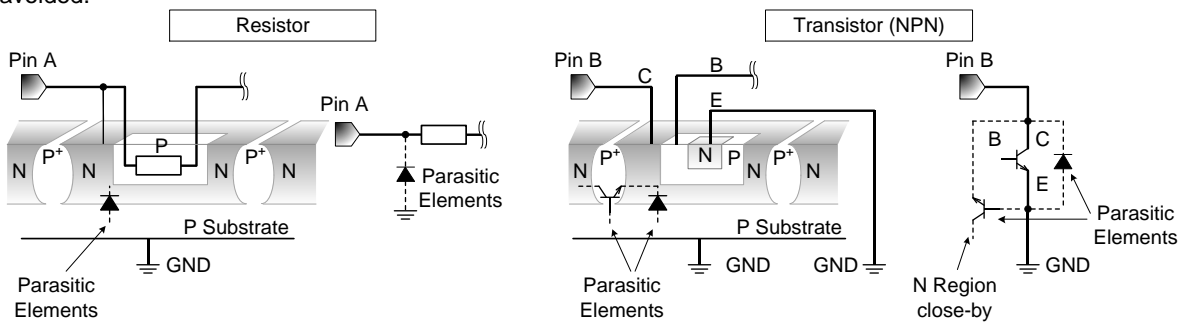 avoided.
Resistor
Transistor (NPN)
Pin A
Pin A
N
P+
N
P
N
P+
N
Parasitic
Elements
P Substrate
GND
Parasitic
Elements
Pin B
C
B
E
N
P+
N
N
P
N
P+
N
P Substrate
GND
GND
Parasitic
Elements
Pin B
B
C
E
Parasitic
Elements
GND
N Region
close-by